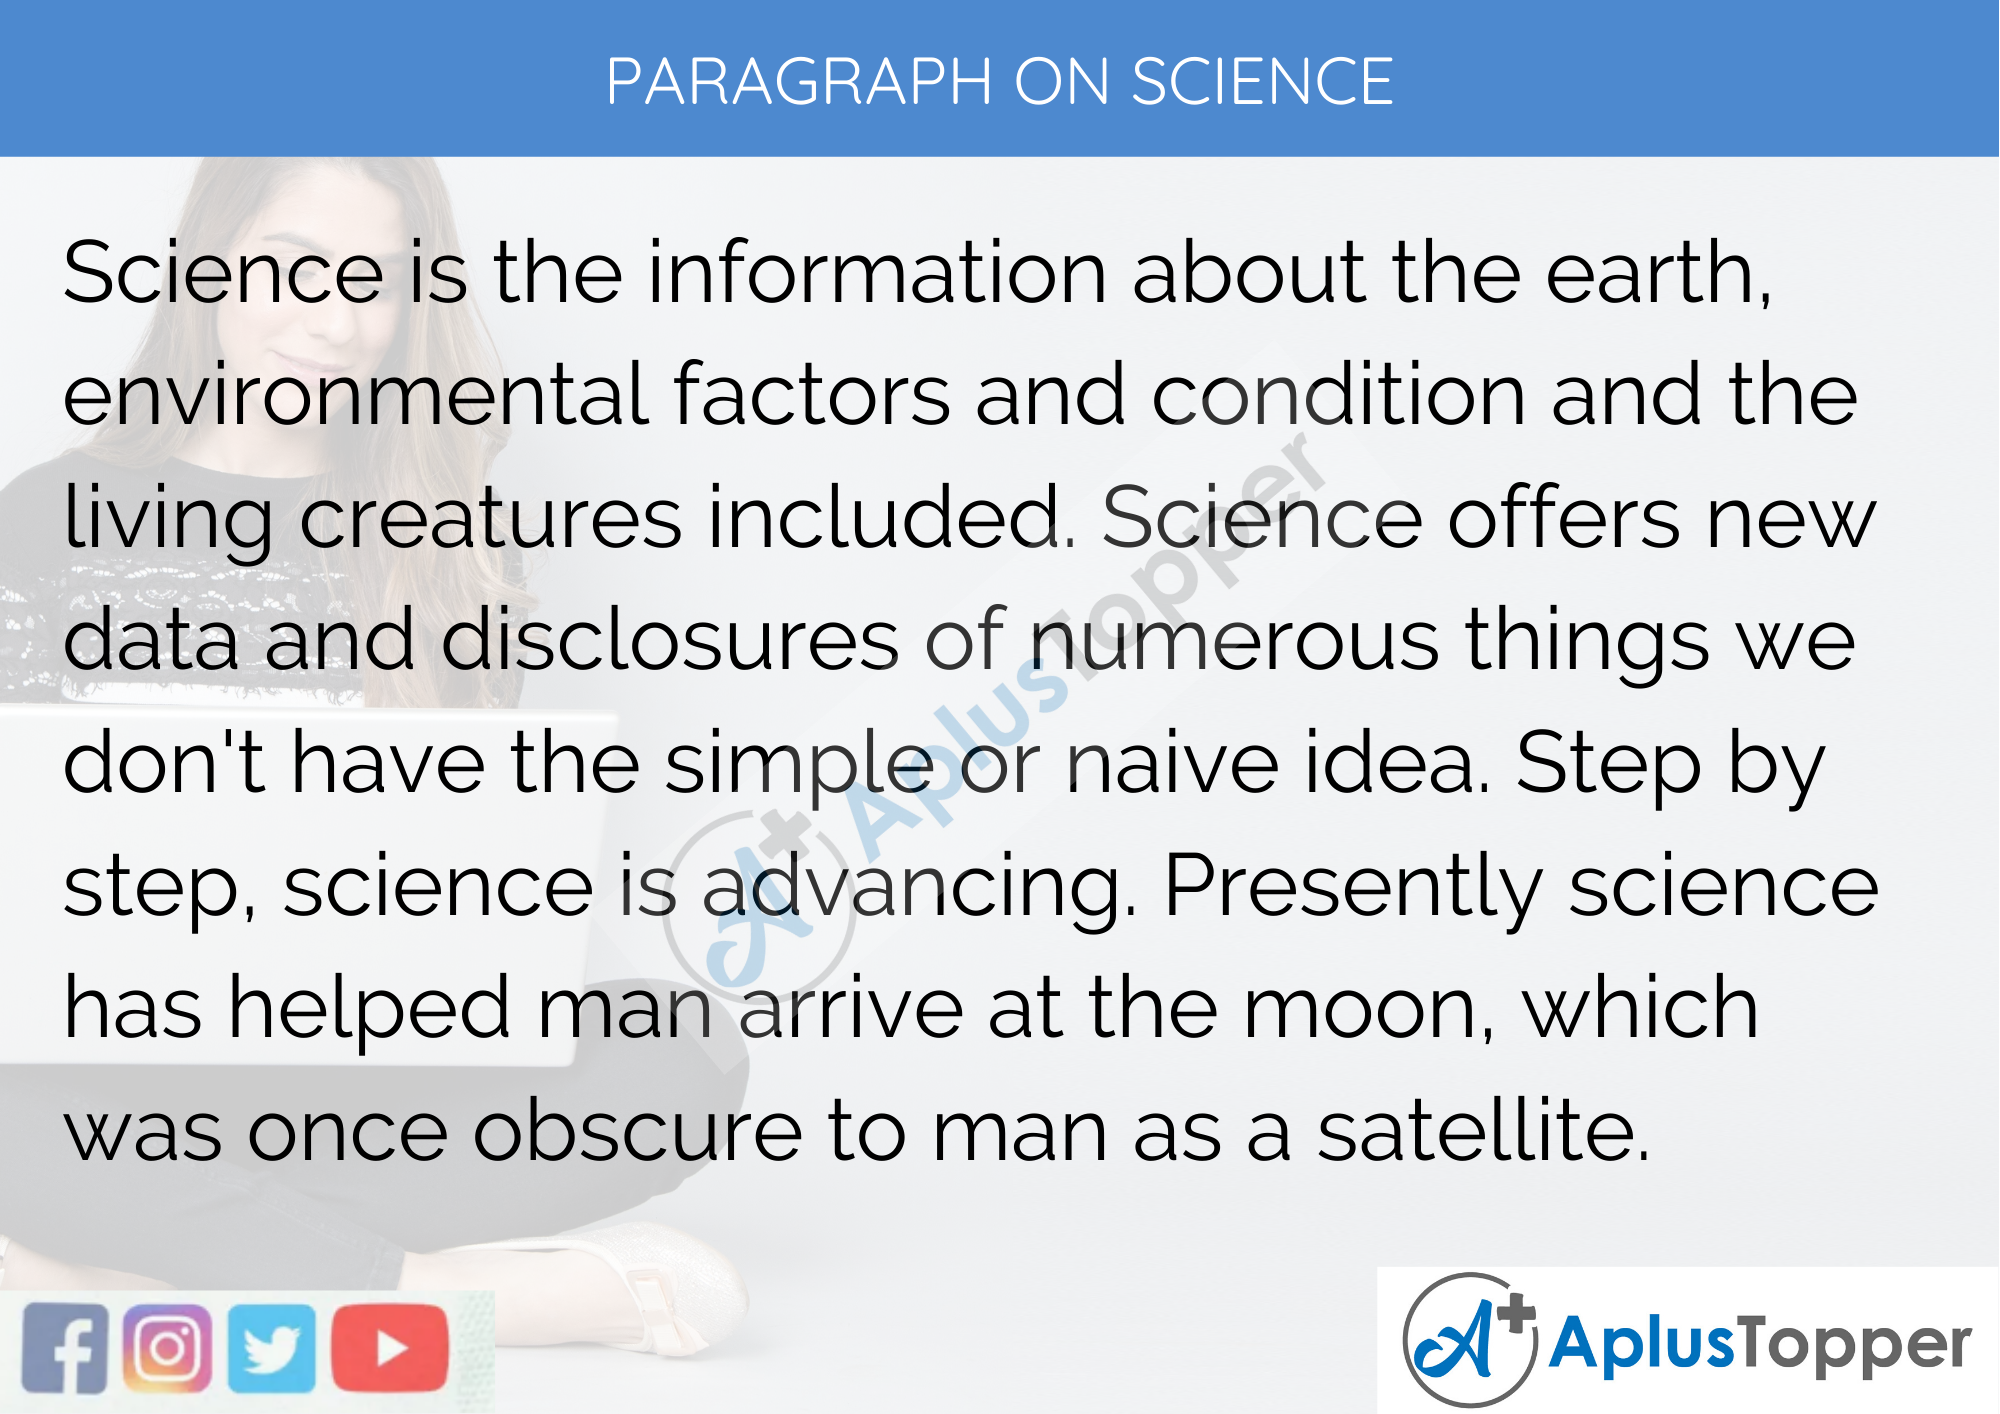 PARAGRAPH ON SCIENCE
Science is the information about the earth,
environmental factors and condition and the
living creatures included. Science offers new
data and disclosures of numerous things we
don't have the simple or naive idea. Step by
step, science is advancing. Presently science
has helped man arrive at the moon, which
was once obscure to man as a satellite.
AplusTopper
A+ AplusTopper